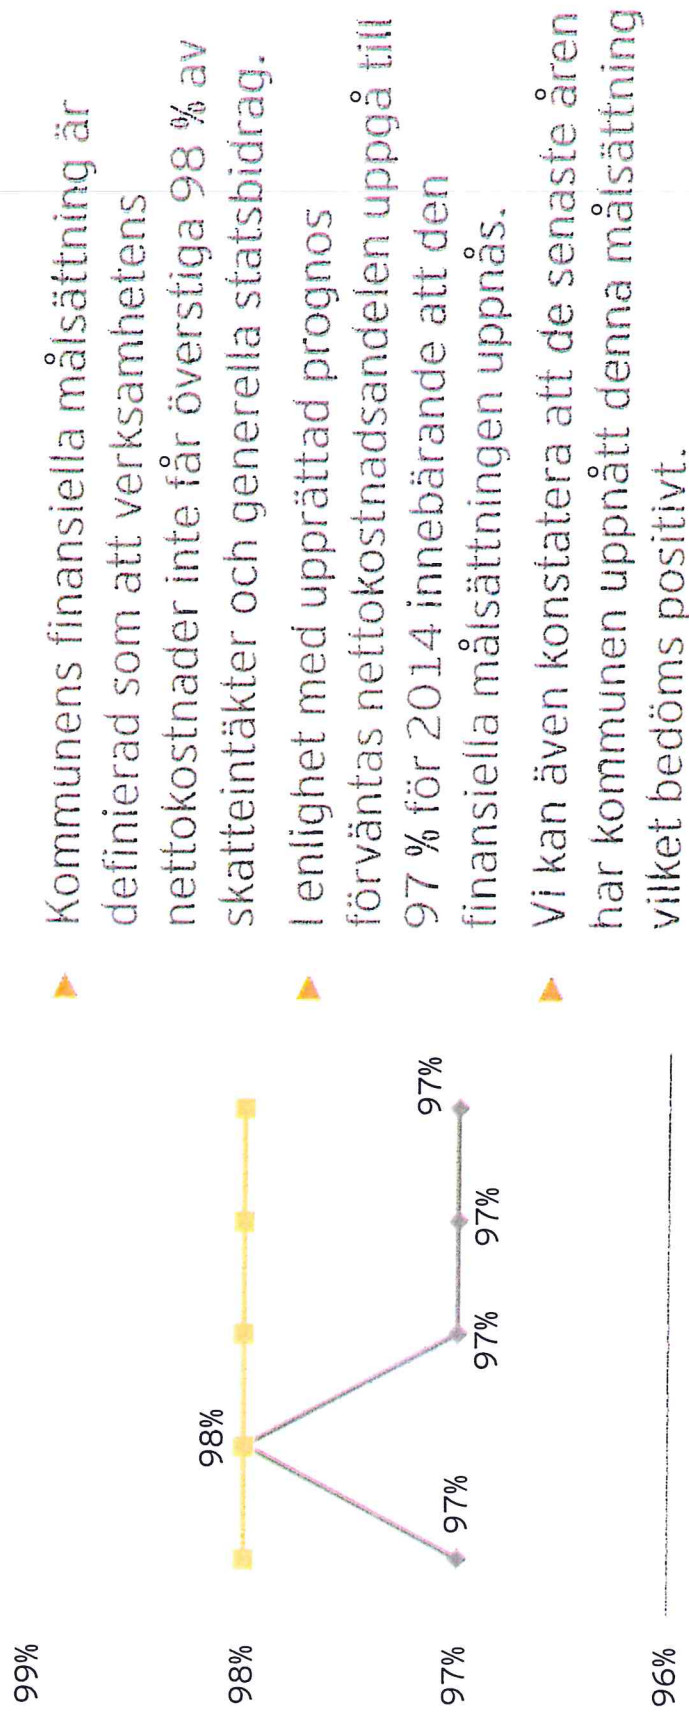 99%
98%
97%
96%
97%
98%
97%
97%
97%
Kommunens finansiella målsättning är
definierad som att verksamhetens
nettokostnader inte får överstiga 98 % av
skatteintäkter och generella statsbidrag.
I enlighet med upprättad prognos
förväntas nettokostnadsandelen uppgå till
97 % för 2014 innebärande att den
finansiella målsättningen uppnås.
Vi kan även konstatera att de senaste åren
har kommunen uppnått denna målsättning
vilket bedöms positivt.